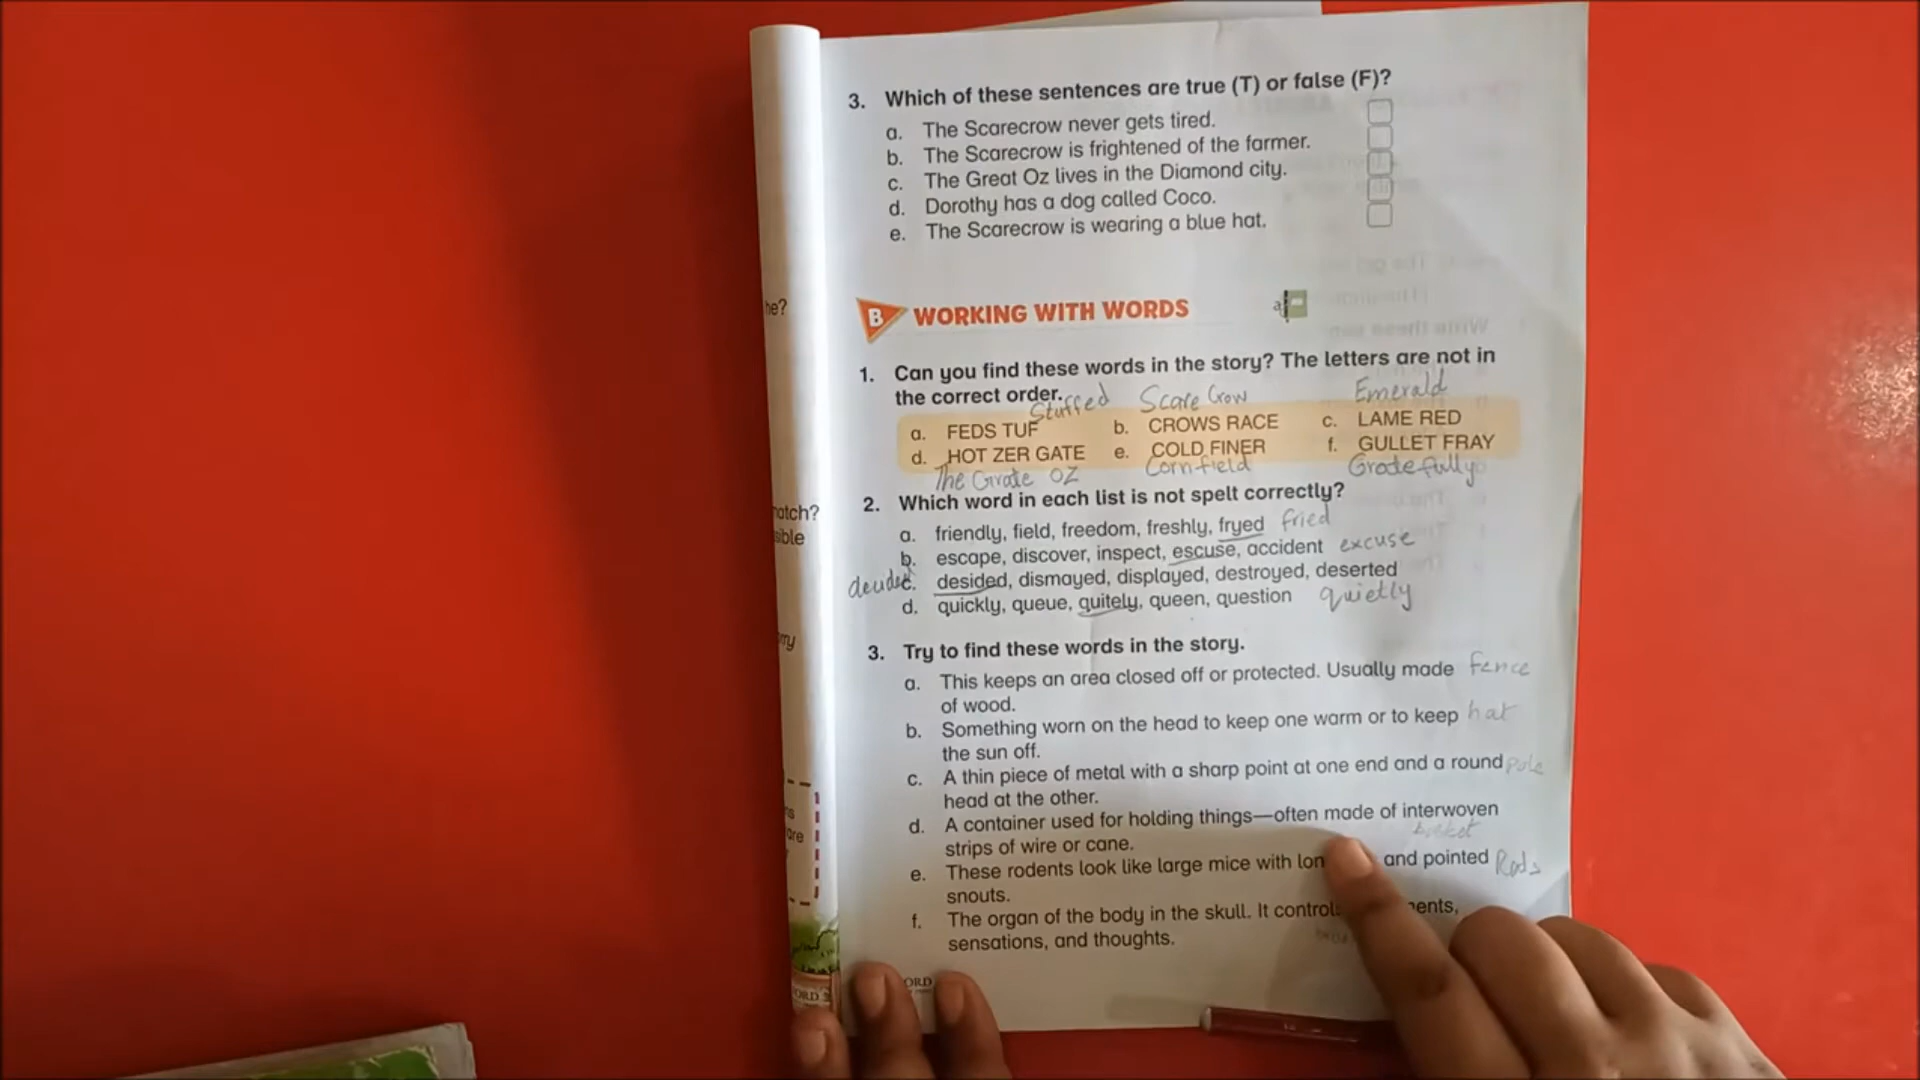 3. Which of these sentences are true (T) or false (F)?
a. The Scarecrow never gets tired.
b. The Scarecrow is frightened of the farmer.
c. The Great Oz lives in the Diamond city.
d. Dorothy has a dog called Coco.
e. The Scarecrow is wearing a blue hat.
he?
B WORKING WITH WORDS
1. Can you find these words in the story? The letters are not in
the correct order.
Stuffed Scare Crow Emerald
a. FEDS TUF b. CROWS RACE c. LAME RED
d. HOT ZER GATE e. COLD FINER f. GULLET FRAY
The Grate OZ Cornfield Gratefully
2. Which word in each list is not spelt correctly?
atch?
ible
a. friendly, field, freedom, freshly, fryed fried
b. escape, discover, inspect, escuse, accident excuse
c. desided, dismayed, displayed, destroyed, deserted
d. quickly, queue, quitely, queen, question quietly
3. Try to find these words in the story.
a. This keeps an area closed off or protected. Usually made fence
of wood.
b. Something worn on the head to keep one warm or to keep hat
the sun off.
c. A thin piece of metal with a sharp point at one end and a round pole
head at the other.
d. A container used for holding things—often made of interwoven
strips of wire or cane.
e. These rodents look like large mice with lon and pointed Rods
snouts.
f. The organ of the body in the skull. It control ents,
sensations, and thoughts.
ORD